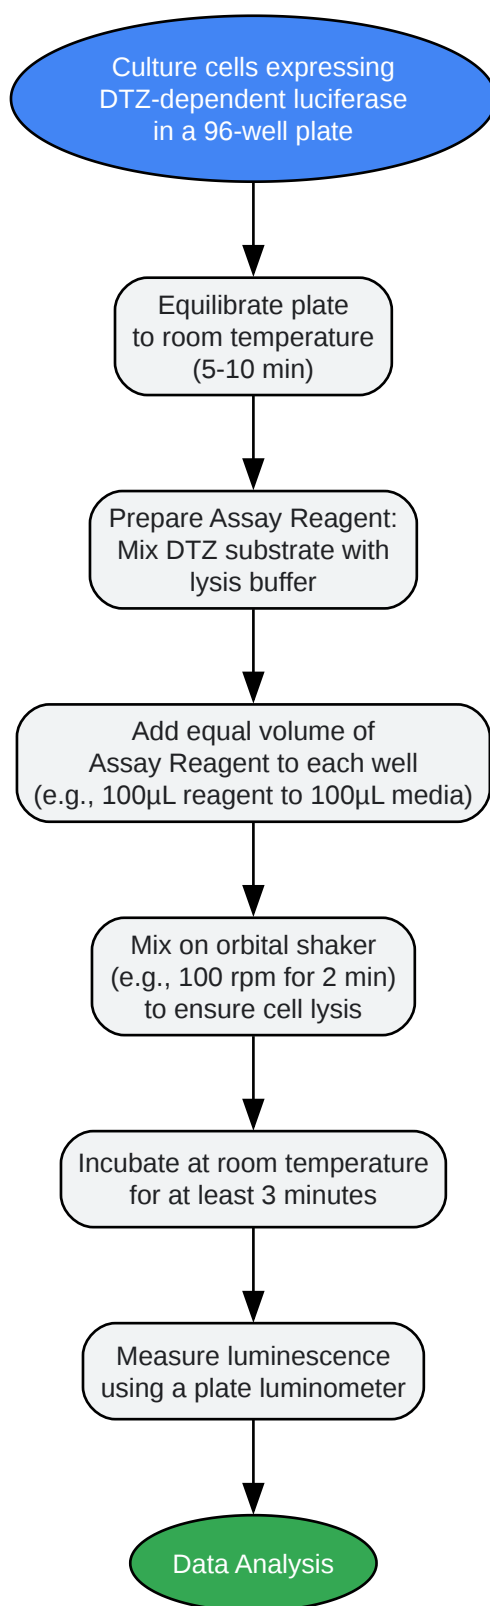 Culture cells expressing
DTZ-dependent luciferase
in a 96-well plate
Equilibrate plate
to room temperature
(5-10 min)
Prepare Assay Reagent:
Mix DTZ substrate with
lysis buffer
Add equal volume of
Assay Reagent to each well
(e.g., 100µL reagent to 100µL media)
Mix on orbital shaker
(e.g., 100 rpm for 2 min)
to ensure cell lysis
Incubate at room temperature
for at least 3 minutes
Measure luminescence
using a plate luminometer
Data Analysis